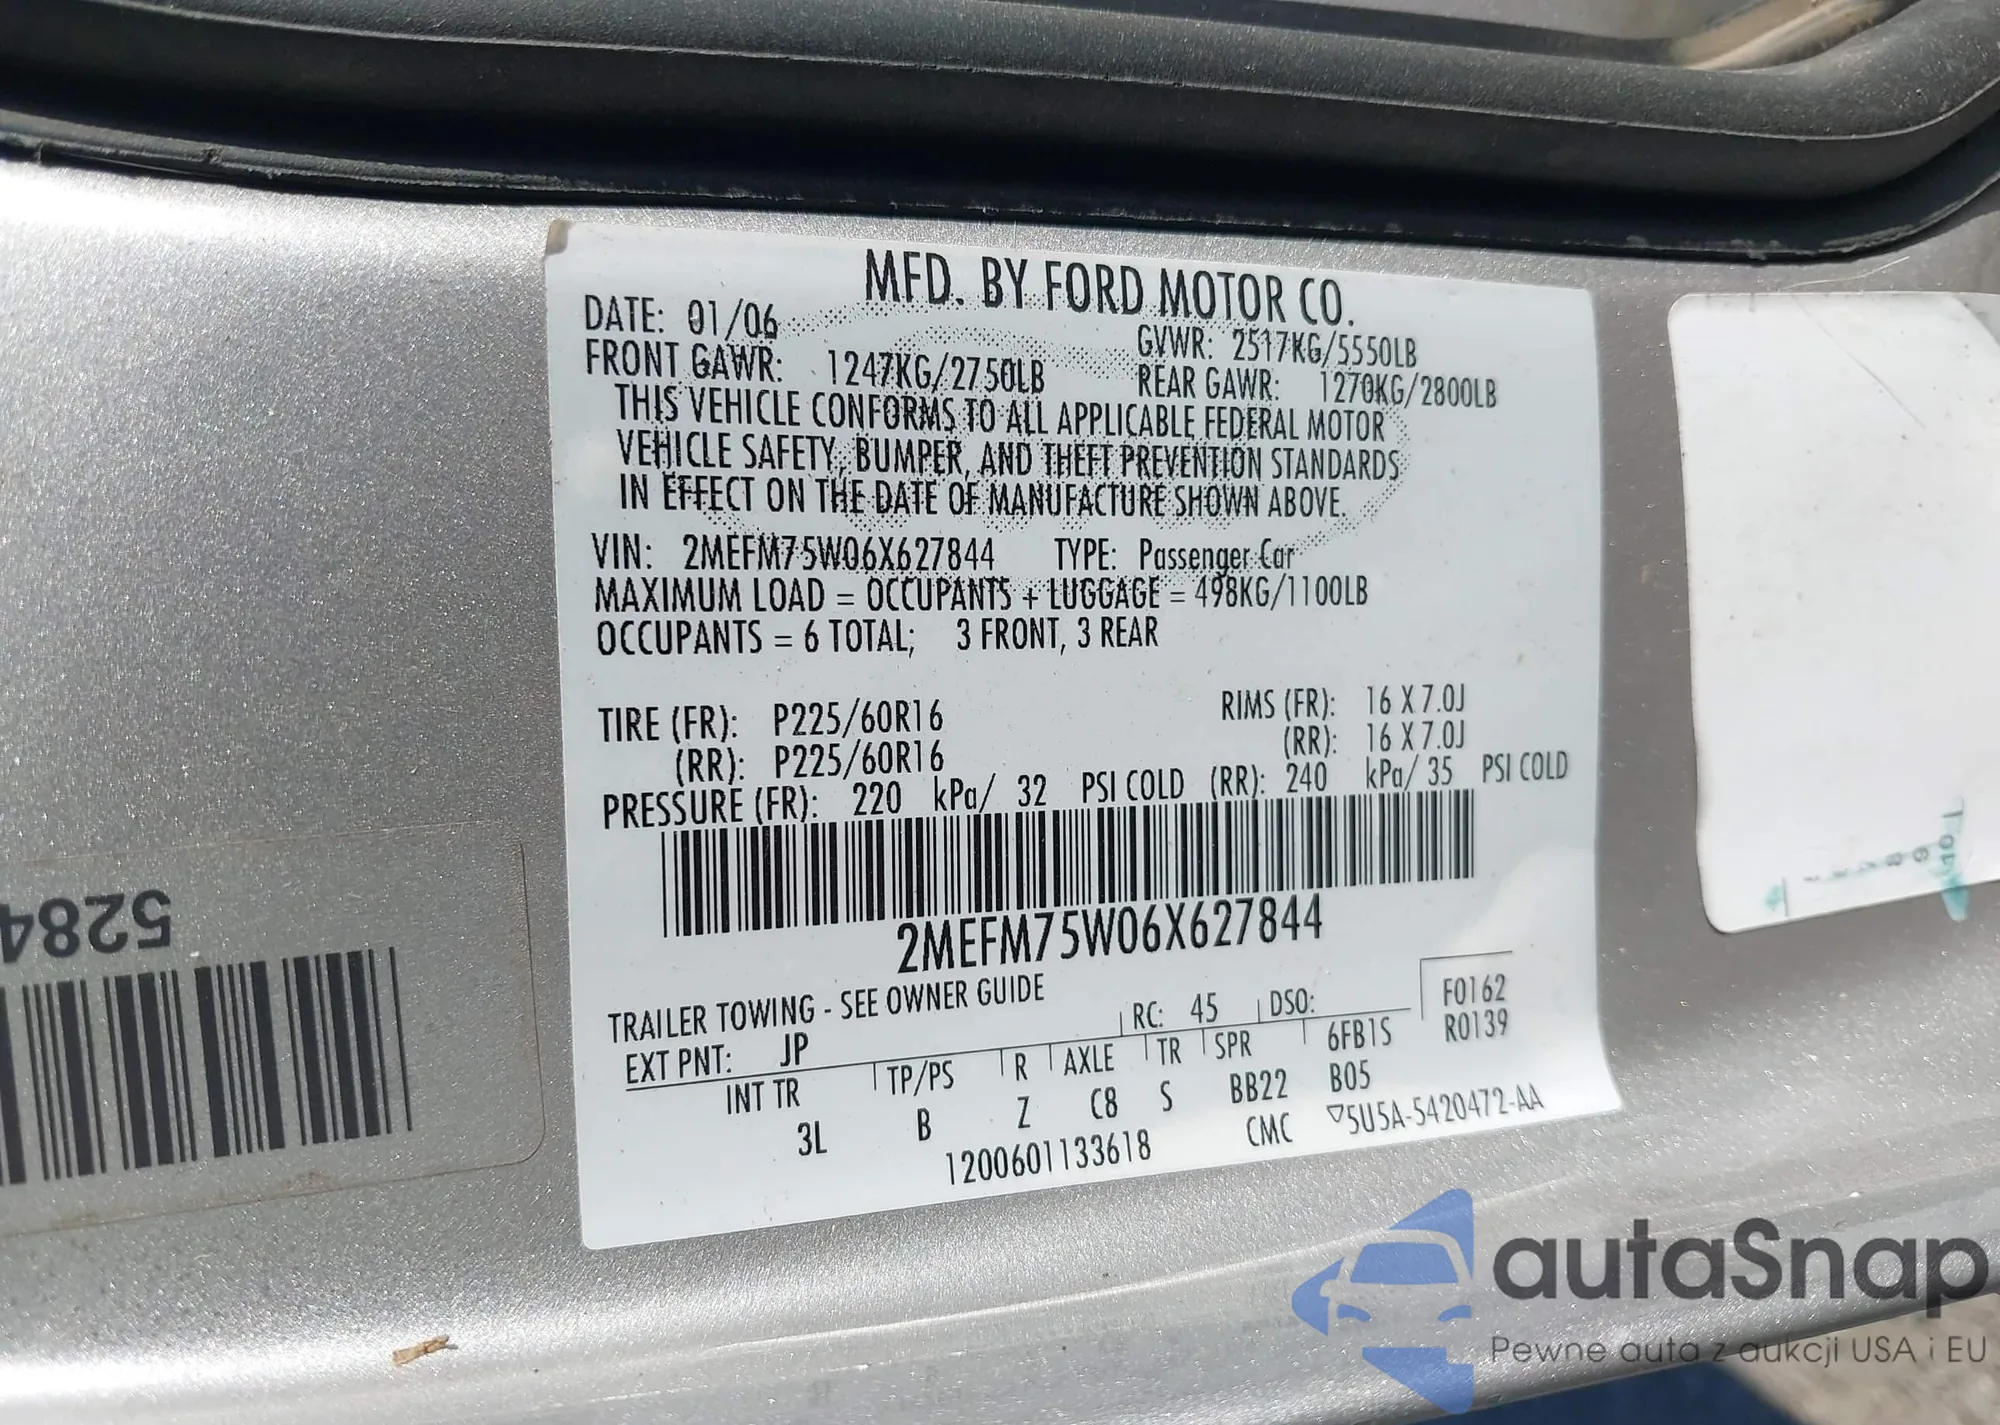 MFD. BY FORD MOTOR CO.
DATE: 01/06 GVWR: 2517KG/5550LB
FRONT GAWR: 1247KG/2750LB REAR GAWR: 1270KG/2800LB
THIS VEHICLE CONFORMS TO ALL APPLICABLE FEDERAL MOTOR
VEHICLE SAFETY, BUMPER, AND THEFT PREVENTION STANDARDS
IN EFFECT ON THE DATE OF MANUFACTURE SHOWN ABOVE.
VIN: 2MEFM75W06X627844 TYPE: Passenger Car
MAXIMUM LOAD = OCCUPANTS + LUGGAGE = 498KG/1100LB
OCCUPANTS = 6 TOTAL; 3 FRONT, 3 REAR
TIRE (FR): P225/60R16 RIMS (FR): 16 X 7.0J
(RR): P225/60R16 (RR): 16 X 7.0J
PRESSURE (FR): 220 kPa/ 32 PSI COLD (RR): 240 kPa/ 35 PSI COLD
2MEFM75W06X627844
TRAILER TOWING - SEE OWNER GUIDE
EXT PNT: JP RC: 45 DSO: F0162
R0139
INT TR TP/PS R AXLE TR SPR 6FB1S
3L B Z C8 S BB22 B05
1200601133618 CMC ▽5U5A-5420472-AA
5284
autaSnap
Pewne auta z aukcji USA i EU